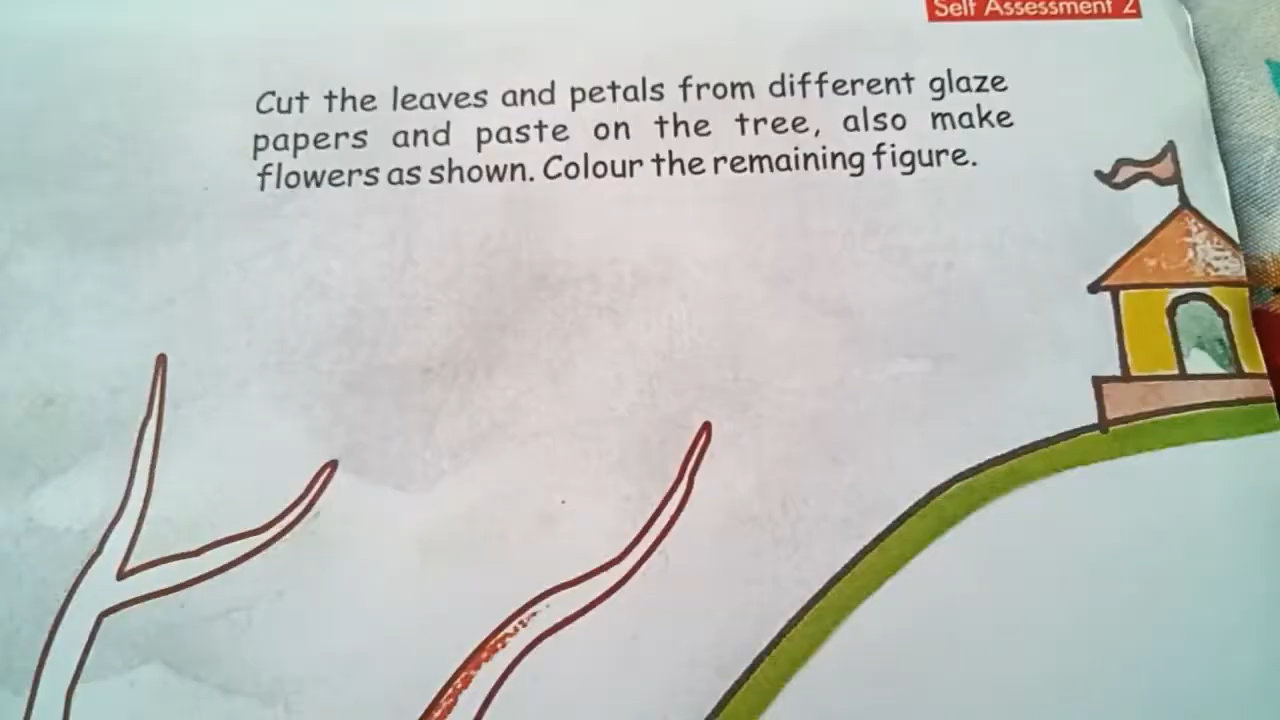 Self Assessment 2
Cut the leaves and petals from different glaze
papers and paste on the tree, also make
flowers as shown. Colour the remaining figure.